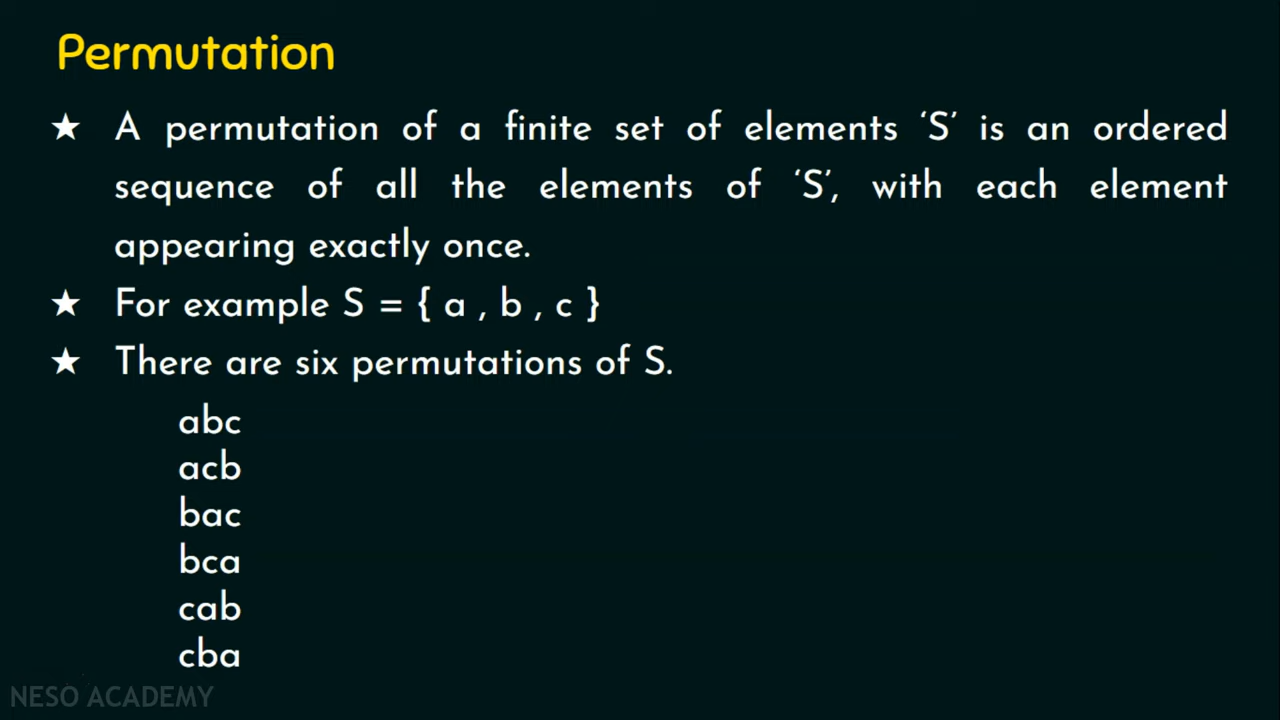 Permutation
★ A permutation of a finite set of elements ‘S’ is an ordered
sequence of all the elements of ‘S’, with each element
appearing exactly once.
★ For example S = { a , b , c }
★ There are six permutations of S.
abc
acb
bac
bca
cab
cba
NESO ACADEMY